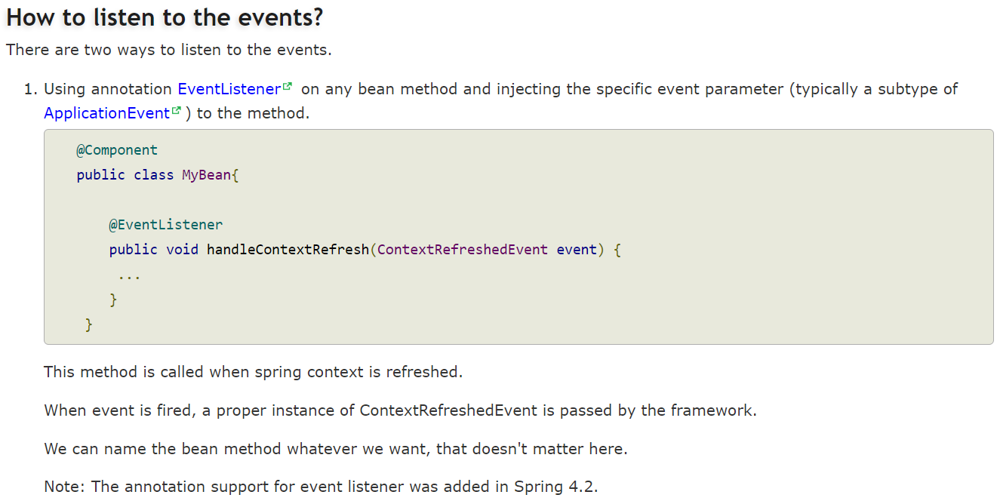 How to listen to the events?
There are two ways to listen to the events.
1. Using annotation EventListener on any bean method and injecting the specific event parameter (typically a subtype of
ApplicationEvent ) to the method.
@Component
public class MyBean{
@EventListener
public void handleContextRefresh(ContextRefreshedEvent event) {
...
}
}
This method is called when spring context is refreshed.
When event is fired, a proper instance of ContextRefreshedEvent is passed by the framework.
We can name the bean method whatever we want, that doesn't matter here.
Note: The annotation support for event listener was added in Spring 4.2.